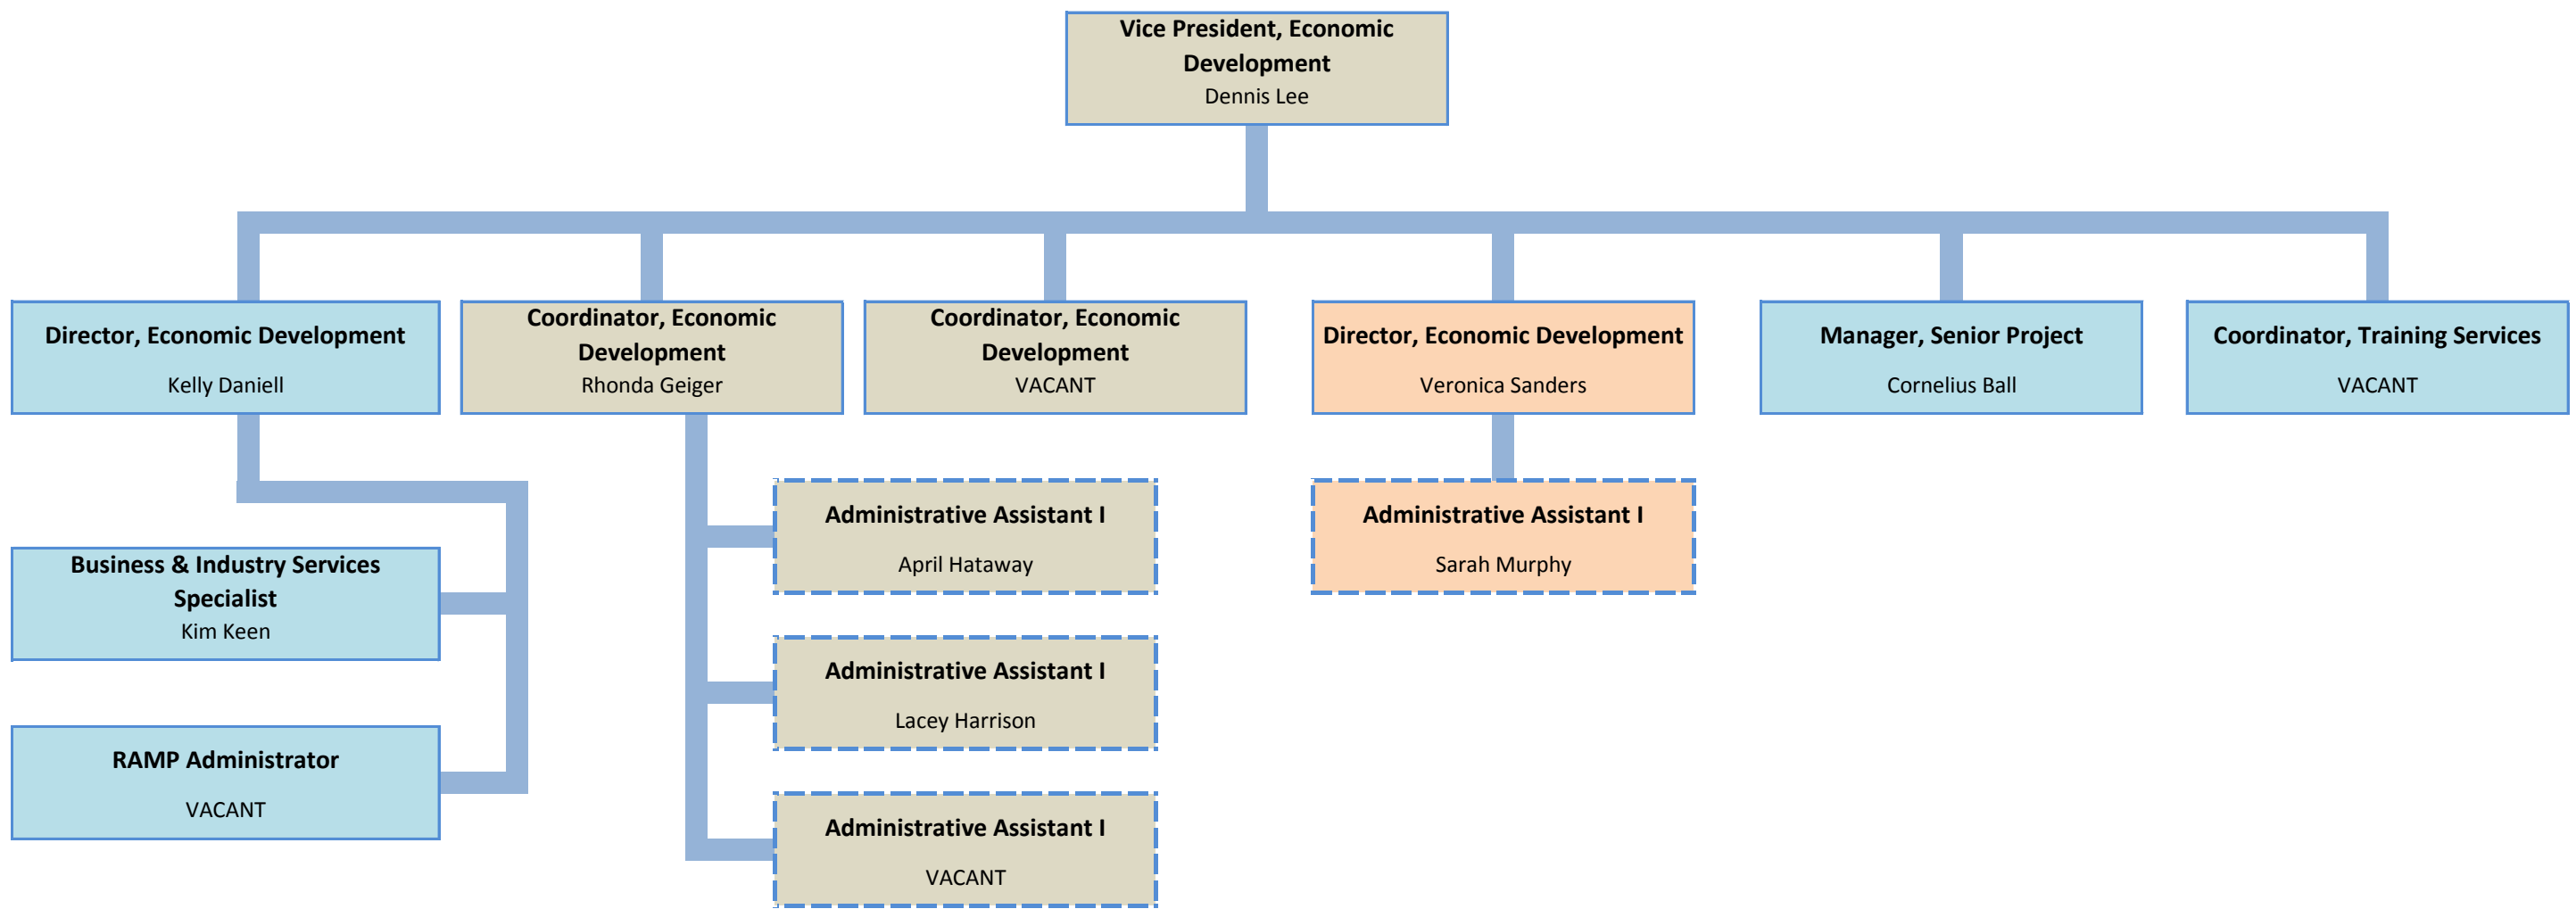 Vice President, Economic
Development
Dennis Lee
Director, Economic Development
Kelly Daniell
Coordinator, Economic
Development
Rhonda Geiger
Coordinator, Economic
Development
VACANT
Director, Economic Development
Veronica Sanders
Manager, Senior Project
Cornelius Ball
Coordinator, Training Services
VACANT
Business & Industry Services
Specialist
Kim Keen
RAMP Administrator
VACANT
Administrative Assistant I
April Hataway
Administrative Assistant I
Lacey Harrison
Administrative Assistant I
VACANT
Administrative Assistant I
Sarah Murphy